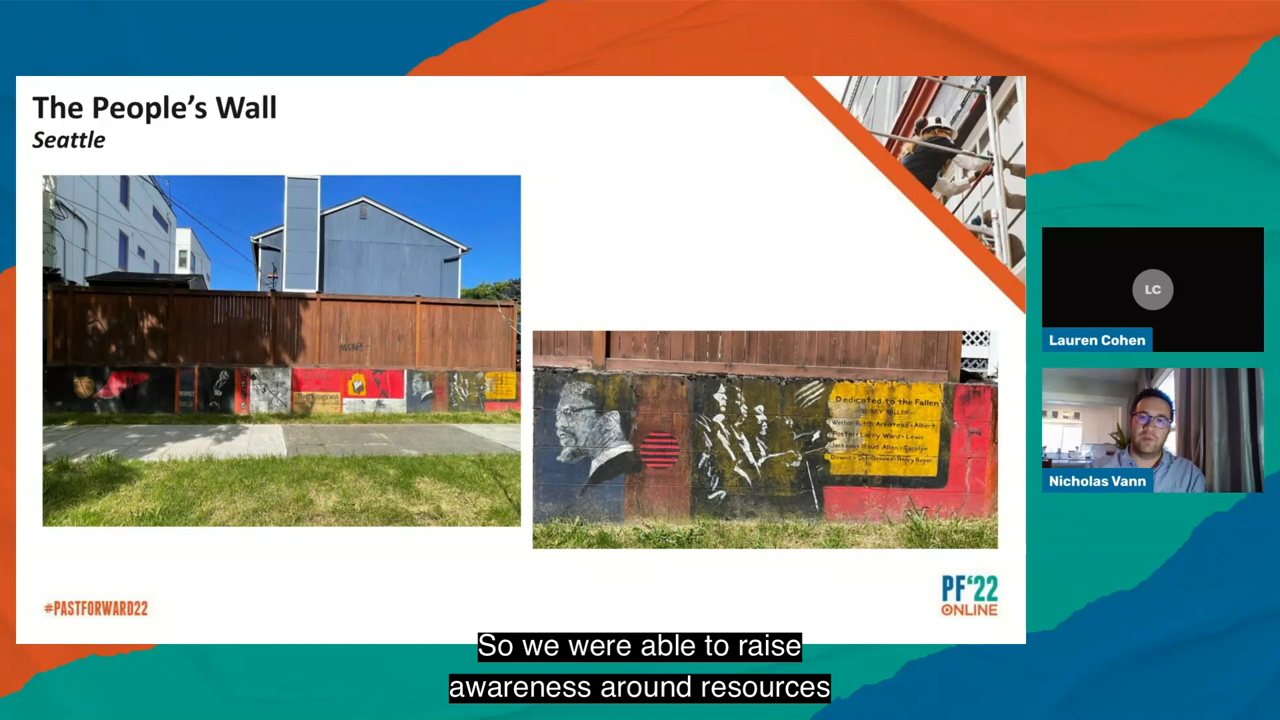 The People's Wall
Seattle
Dedicated to the Fallen
LC
Lauren Cohen
Nicholas Vann
#PASTFORWARD22
PF'22
ONLINE
So we were able to raise
awareness around resources